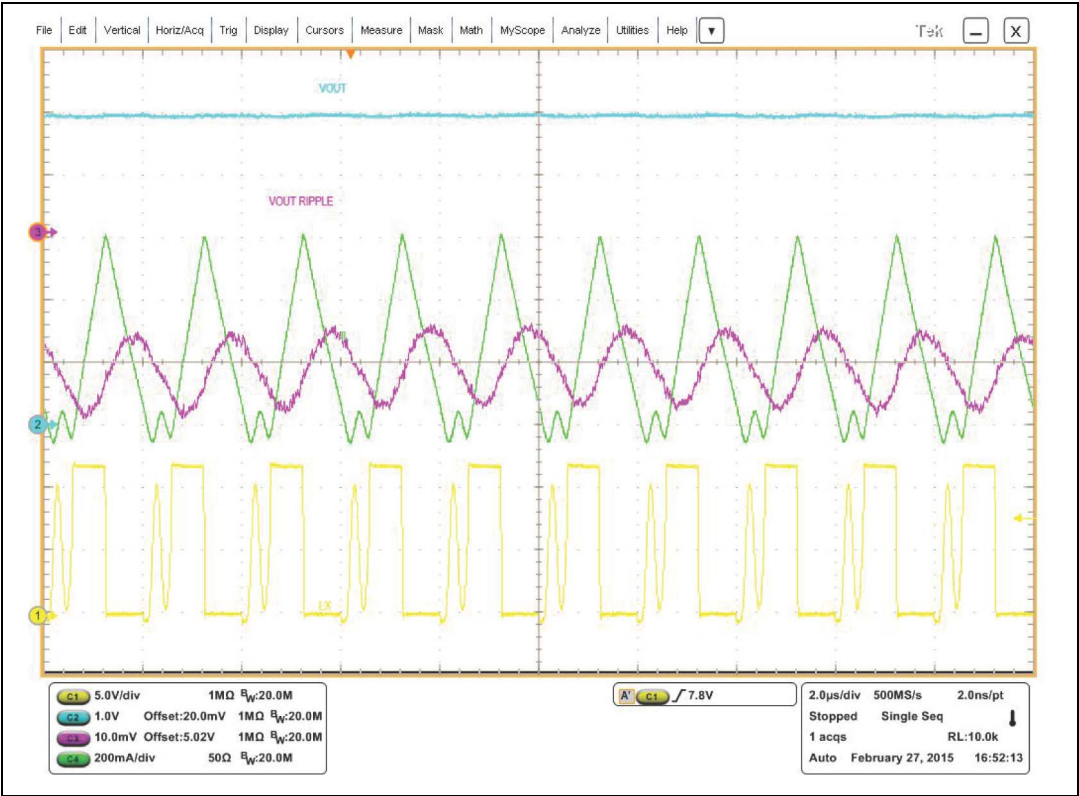 File Edit Vertical Horiz/Acq Trig Display Cursors Measure Mask Math MyScope Analyze Utilities Help Tek X
VOUT
VOUT RIPPLE
3
2
LX
1
C1 5.0V/div 1MΩ BW:20.0M
C2 1.0V Offset:20.0mV 1MΩ BW:20.0M
C3 10.0mV Offset:5.02V 1MΩ BW:20.0M
C4 200mA/div 50Ω BW:20.0M
A' C1 7.8V
2.0µs/div 500MS/s 2.0ns/pt
Stopped Single Seq
1 acqs RL:10.0k
Auto February 27, 2015 16:52:13